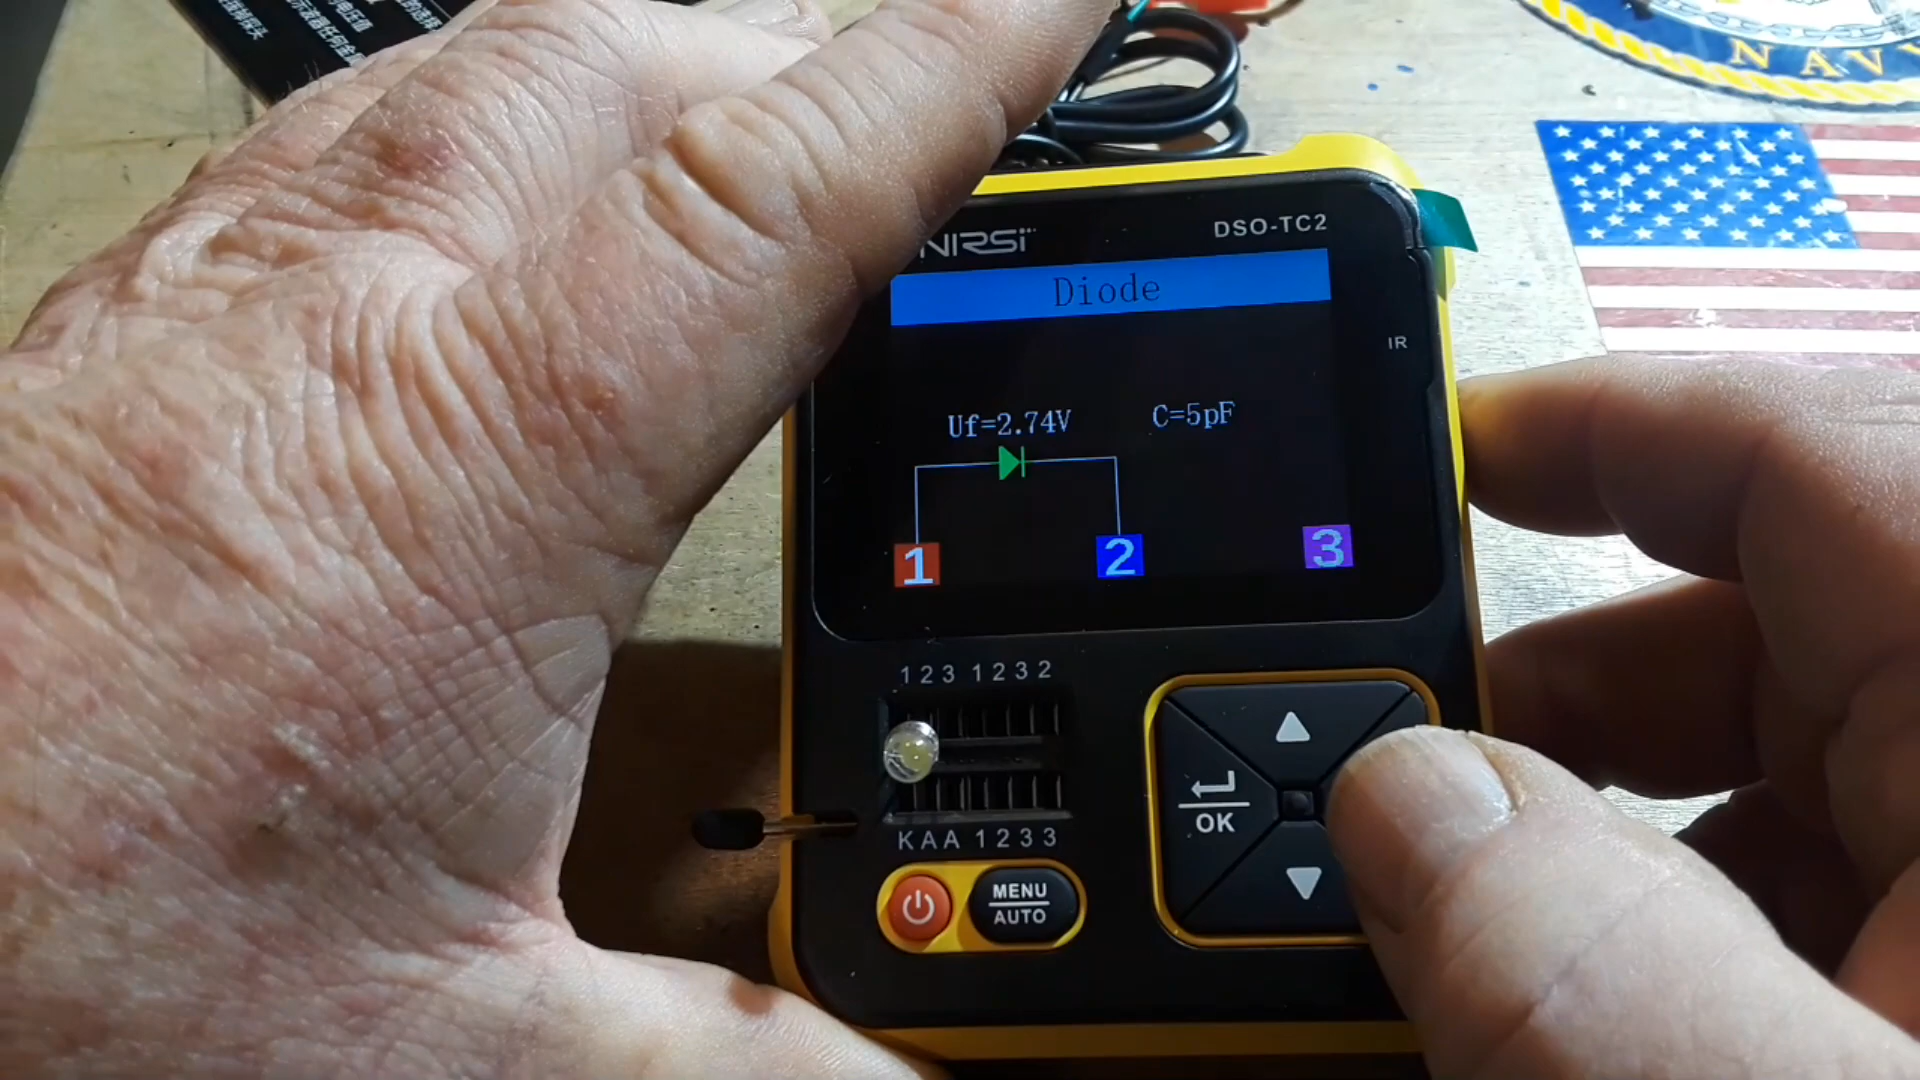 NAV
NIRSi
DSO-TC2
Diode
IR
Uf=2.74V
C=5pF
1
2
3
1 2 3 1 2 3 2
K A A 1 2 3 3
OK
MENU
AUTO